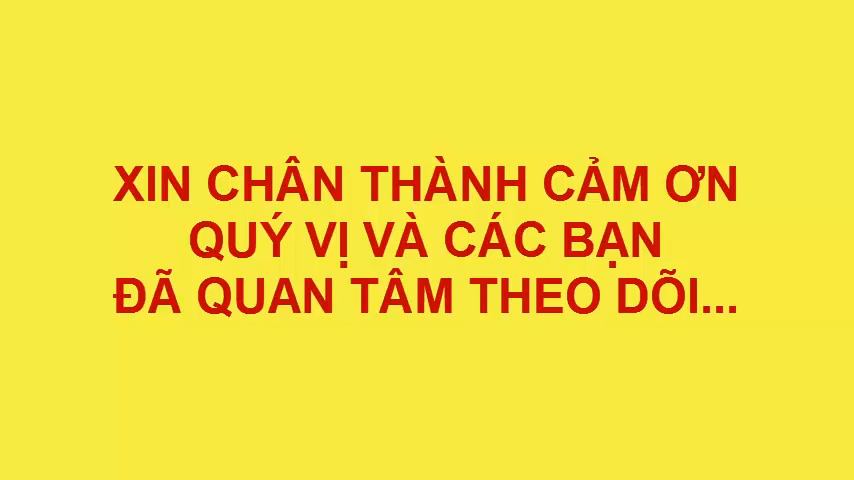 XIN CHÂN THÀNH CẢM ƠN
QUÝ VỊ VÀ CÁC BẠN
ĐÃ QUAN TÂM THEO DÕI...